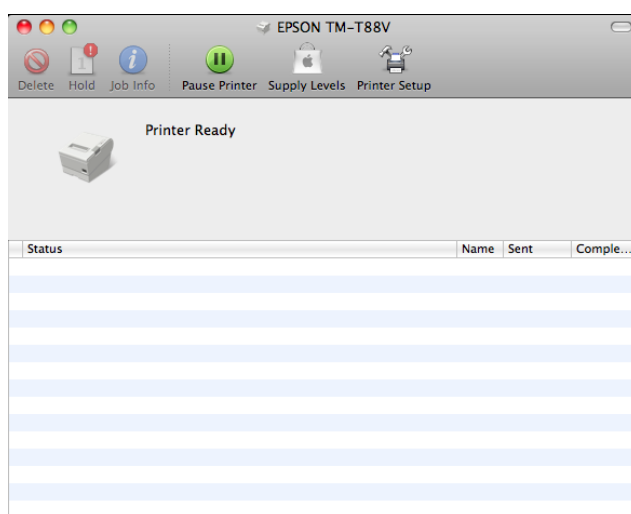 EPSON TM-T88V
Delete Hold Job Info Pause Printer Supply Levels Printer Setup
Printer Ready
Status Name Sent Comple...